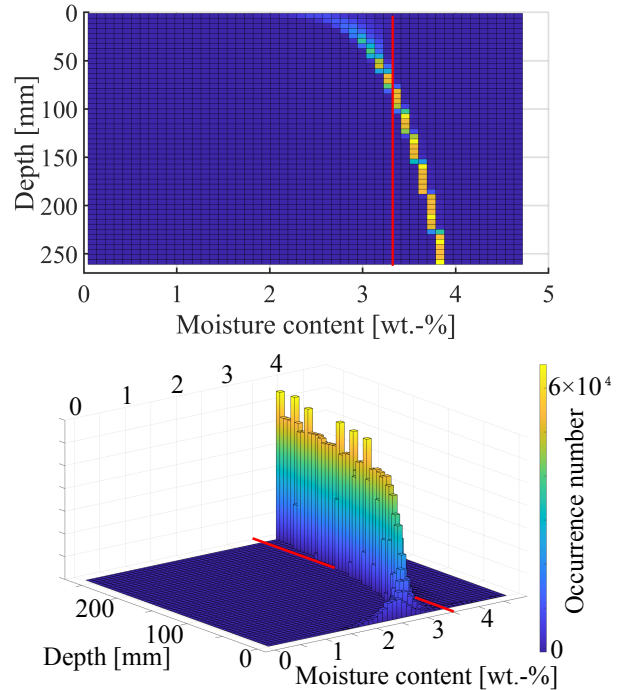 0
50
100
150
200
250
Depth [mm]
0 1 2 3 4 5
Moisture content [wt.-%]
0 1 2 3 4
200
100
0
Depth [mm]
0 1 2 3 4
Moisture content [wt.-%]
6×10⁴
0
Occurrence number